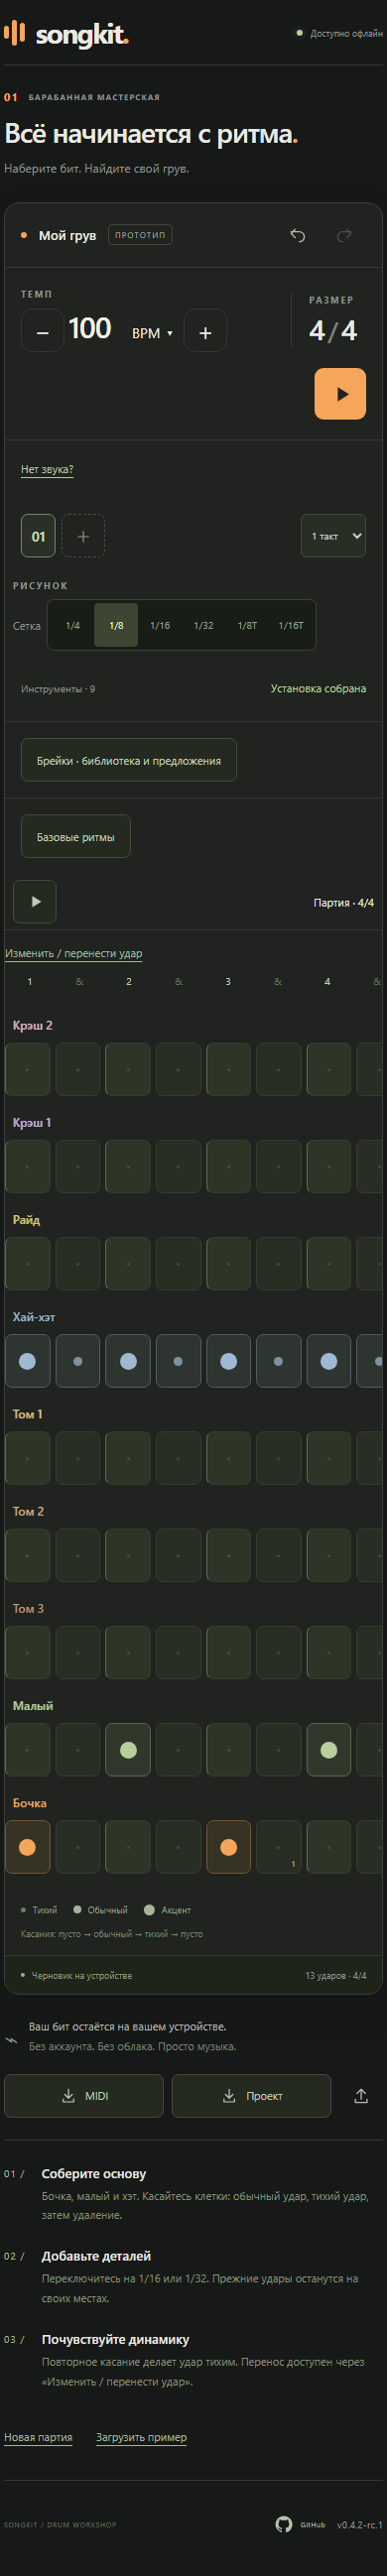 songkit.
Доступно офлайн
01 БАРАБАННАЯ МАСТЕРСКАЯ
Всё начинается с ритма.
Наберите бит. Найдите свой грув.
Мой грув ПРОТОТИП
ТЕМП
РАЗМЕР
− 100 BPM ▾ +
4/4
Нет звука?
01 +
1 такт
РИСУНОК
Сетка 1/4 1/8 1/16 1/32 1/8T 1/16T
Инструменты · 9
Установка собрана
Брейки · библиотека и предложения
Базовые ритмы
Партия · 4/4
Изменить / перенести удар
1 & 2 & 3 & 4 &
Крэш 2
Крэш 1
Райд
Хай-хэт
Том 1
Том 2
Том 3
Малый
Бочка
1
Тихий Обычный Акцент
Касания: пусто → обычный → тихий → пусто
Черновик на устройстве
13 ударов · 4/4
Ваш бит остаётся на вашем устройстве.
Без аккаунта. Без облака. Просто музыка.
MIDI
Проект
01 / Соберите основу
Бочка, малый и хэт. Касайтесь клетки: обычный удар, тихий удар,
затем удаление.
02 / Добавьте деталей
Переключитесь на 1/16 или 1/32. Прежние удары останутся на
своих местах.
03 / Почувствуйте динамику
Повторное касание делает удар тихим. Перенос доступен через
«Изменить / перенести удар».
Новая партия
Загрузить пример
SONGKIT / DRUM WORKSHOP
GitHub
v0.4.2-rc.1